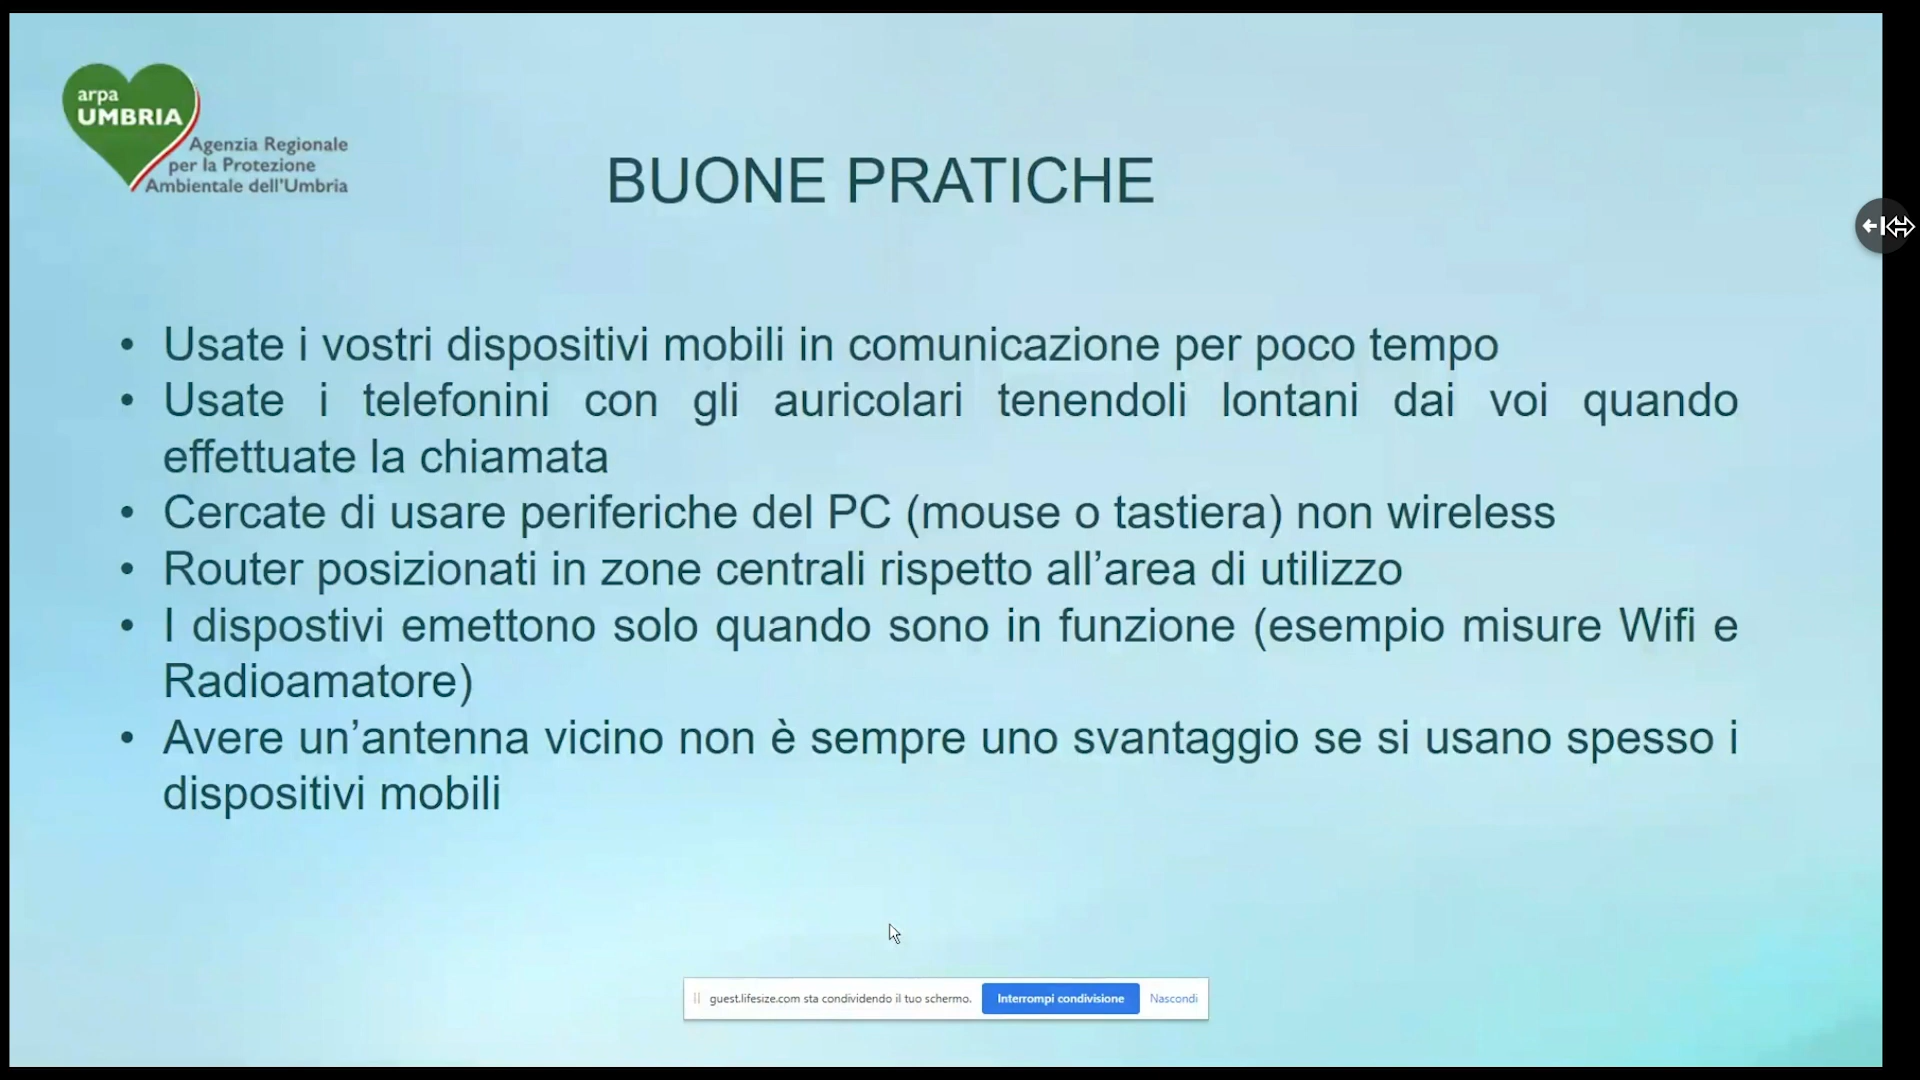 arpa
UMBRIA
Agenzia Regionale
per la Protezione
Ambientale dell'Umbria
BUONE PRATICHE
• Usate i vostri dispositivi mobili in comunicazione per poco tempo
• Usate i telefonini con gli auricolari tenendoli lontani dai voi quando
effettuate la chiamata
• Cercate di usare periferiche del PC (mouse o tastiera) non wireless
• Router posizionati in zone centrali rispetto all’area di utilizzo
• I dispostivi emettono solo quando sono in funzione (esempio misure Wifi e
Radioamatore)
• Avere un’antenna vicino non è sempre uno svantaggio se si usano spesso i
dispositivi mobili
guest.lifesize.com sta condividendo il tuo schermo. Interrompi condivisione Nascondi